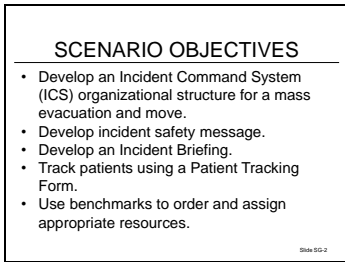 SCENARIO OBJECTIVES
• Develop an Incident Command System
(ICS) organizational structure for a mass
evacuation and move.
• Develop incident safety message.
• Develop an Incident Briefing.
• Track patients using a Patient Tracking
Form.
• Use benchmarks to order and assign
appropriate resources.
Slide SG-2